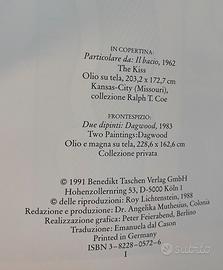 IN COPERTINA:
Particolare da: Il bacio, 1962
The Kiss
Olio su tela, 203,2 x 172,7 cm
Kansas-City (Missouri),
collezione Ralph T. Coe
FRONTESPIZIO:
Due dipinti: Dagwood, 1983
Two Paintings: Dagwood
Olio e magna su tela, 228,6 x 162,6 cm
Collezione privata
© 1991 Benedikt Taschen Verlag GmbH
Hohenzollernring 53, D-5000 Köln 1
© delle riproduzioni: Roy Lichtenstein, 1988
Redazione e produzione: Dr. Angelika Muthesius, Colonia
Realizzazione grafica: Peter Feierabend, Berlino
Traduzione: Emanuela dal Cason
Printed in Germany
ISBN 3-8228-0572-6
I
subito